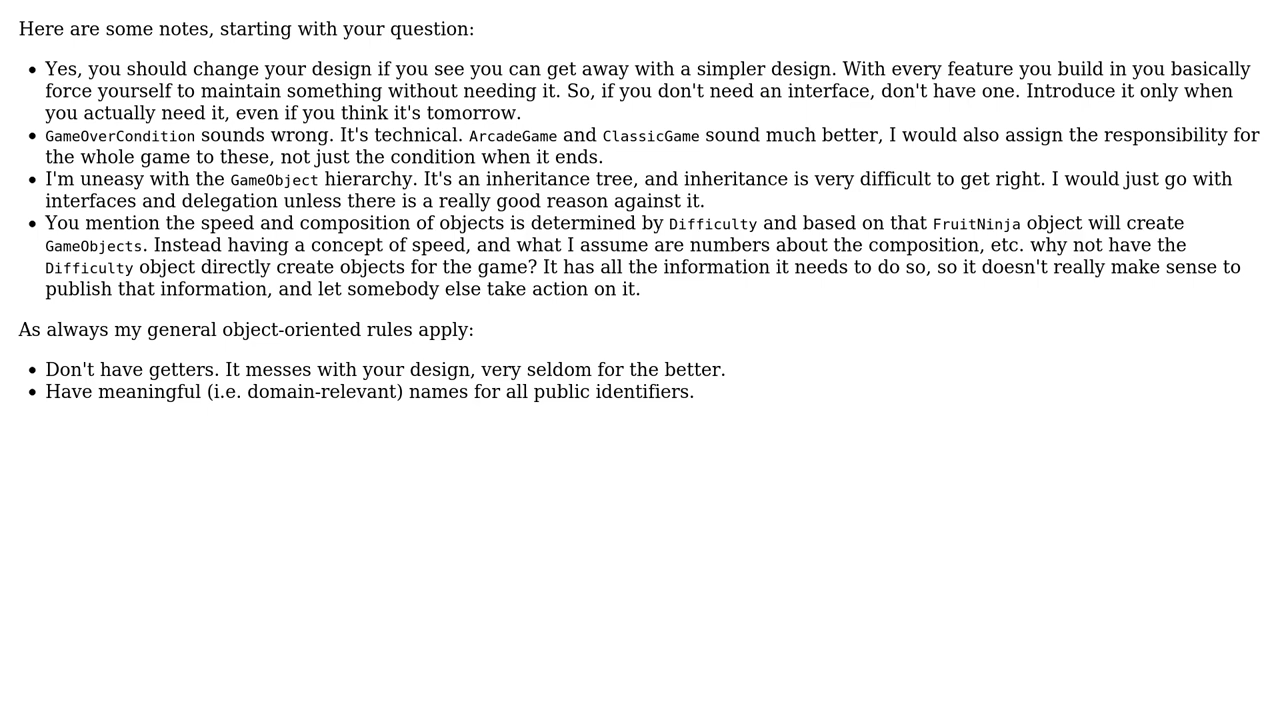 Here are some notes, starting with your question:
• Yes, you should change your design if you see you can get away with a simpler design. With every feature you build in you basically
force yourself to maintain something without needing it. So, if you don't need an interface, don't have one. Introduce it only when
you actually need it, even if you think it's tomorrow.
• GameOverCondition sounds wrong. It's technical. ArcadeGame and ClassicGame sound much better, I would also assign the responsibility for
the whole game to these, not just the condition when it ends.
• I'm uneasy with the GameObject hierarchy. It's an inheritance tree, and inheritance is very difficult to get right. I would just go with
interfaces and delegation unless there is a really good reason against it.
• You mention the speed and composition of objects is determined by Difficulty and based on that FruitNinja object will create
GameObjects. Instead having a concept of speed, and what I assume are numbers about the composition, etc. why not have the
Difficulty object directly create objects for the game? It has all the information it needs to do so, so it doesn't really make sense to
publish that information, and let somebody else take action on it.
As always my general object-oriented rules apply:
• Don't have getters. It messes with your design, very seldom for the better.
• Have meaningful (i.e. domain-relevant) names for all public identifiers.